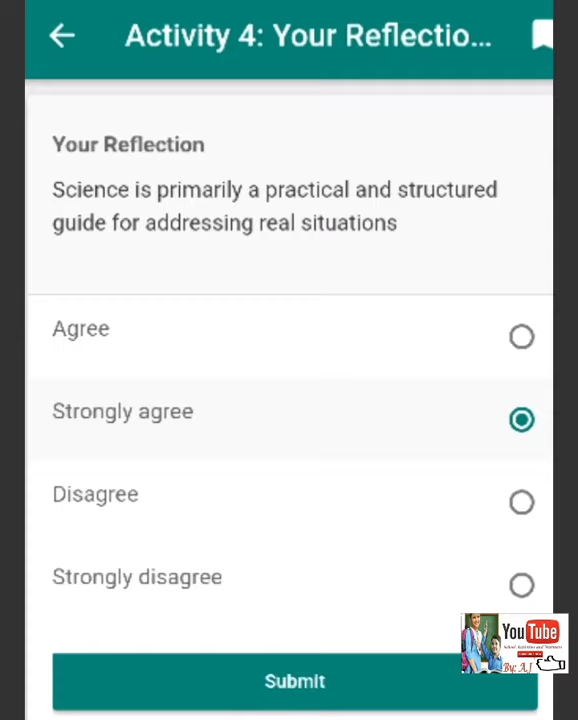 Activity 4: Your Reflectio...
Your Reflection
Science is primarily a practical and structured
guide for addressing real situations
Agree
Strongly agree
Disagree
Strongly disagree
YouTube
By: A.J
Submit